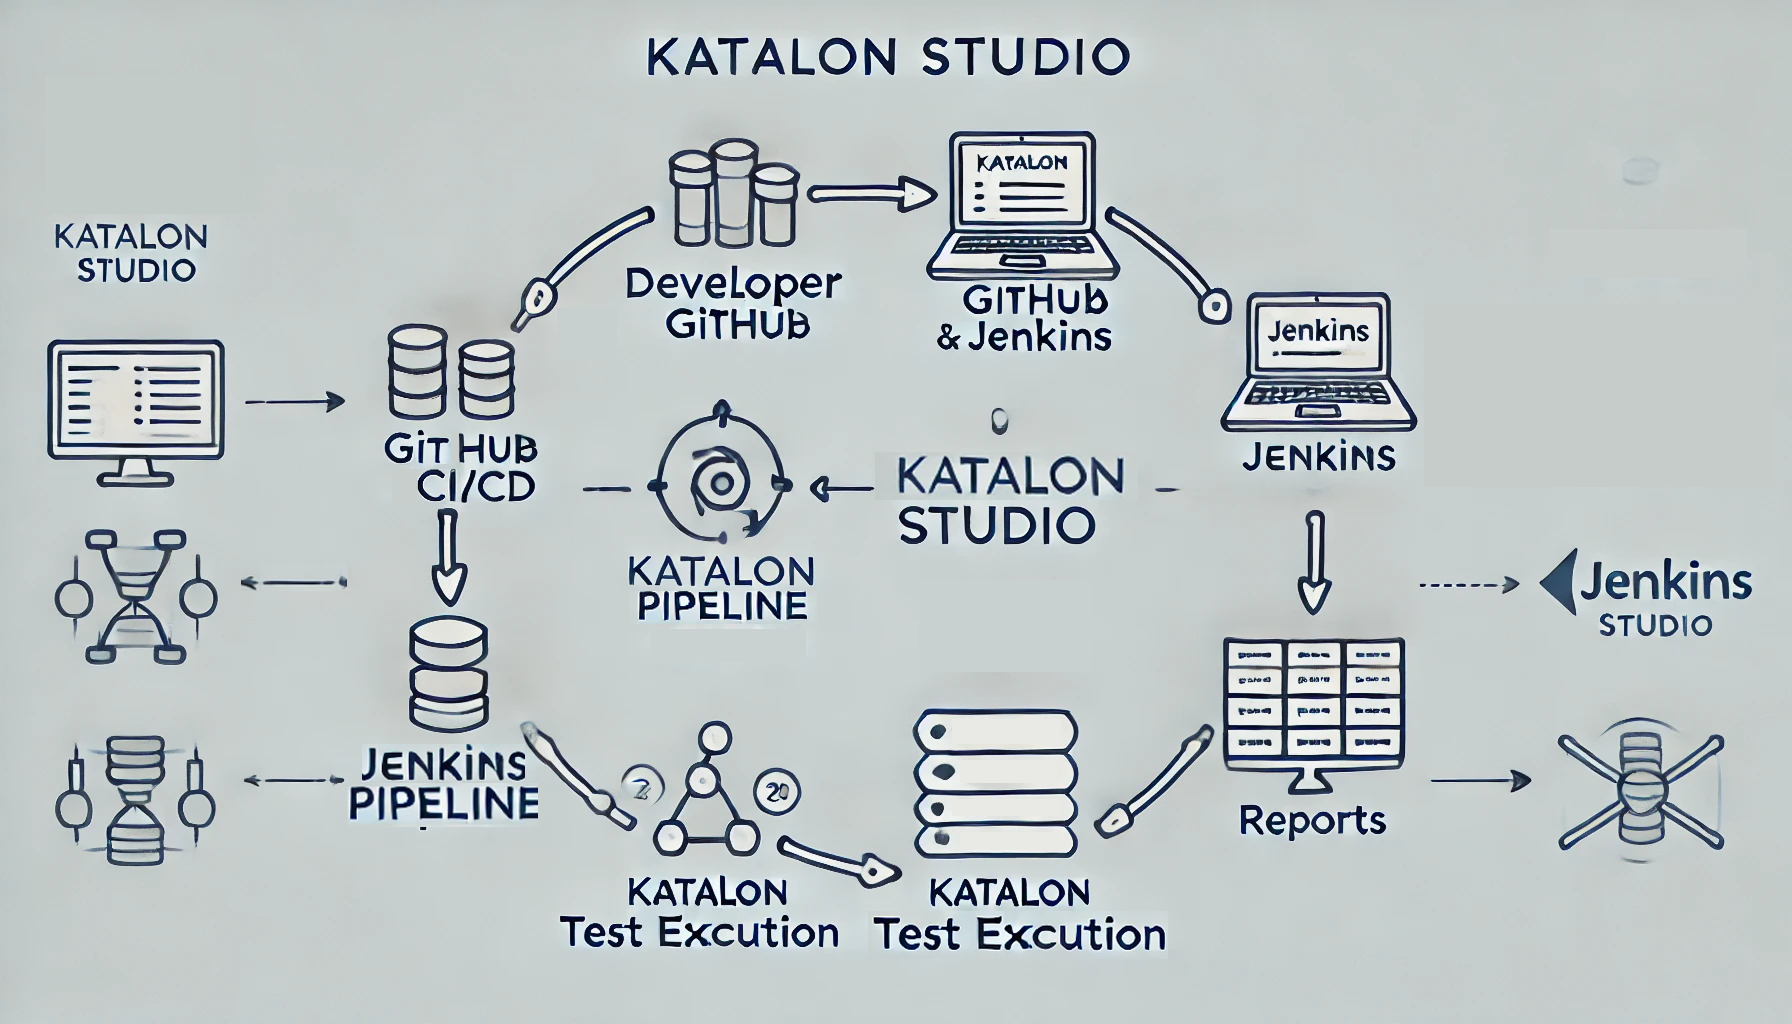 KATALON STUDIO
KATALON
STUDIO
KATALON
Developer
GITHUB
GITHub
& Jenkins
Jenkins
JENKINS
GIT HUB
CI/CD
KATALON
STUDIO
KATALON
PIPELINE
Jenkins
STUDIO
JENKINS
PIPELINE
20
Reports
KATALON
Test Excution
KATALON
Test Excution